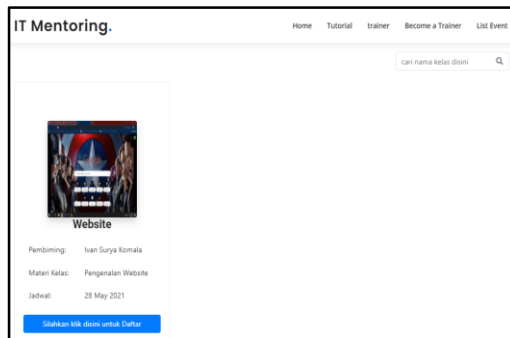 IT Mentoring.
Home Tutorial trainer Become a Trainer List Event
cari nama kelas disini
Website
Pembiming: Ivan Surya Komala
Materi Kelas: Pengenalan Website
Jadwal: 28 May 2021
Silahkan klik disini untuk Daftar